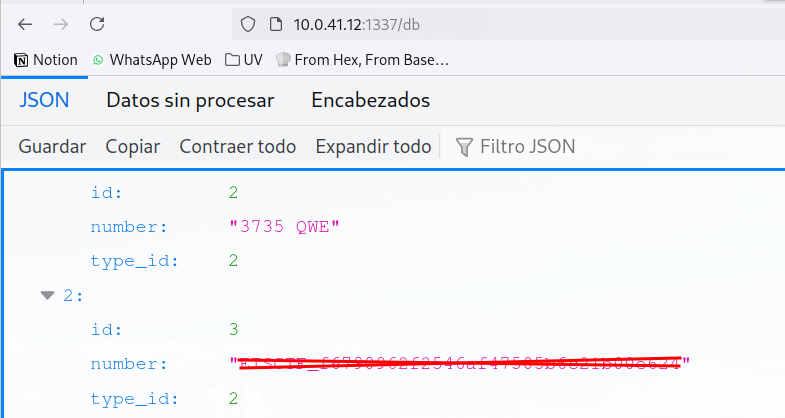 10.0.41.12:1337/db
Notion WhatsApp Web UV From Hex, From Base…
JSON Datos sin procesar Encabezados
Guardar Copiar Contraer todo Expandir todo Filtro JSON
id: 2
number: "3735 QWE"
type_id: 2
2:
id: 3
number:
type_id: 2